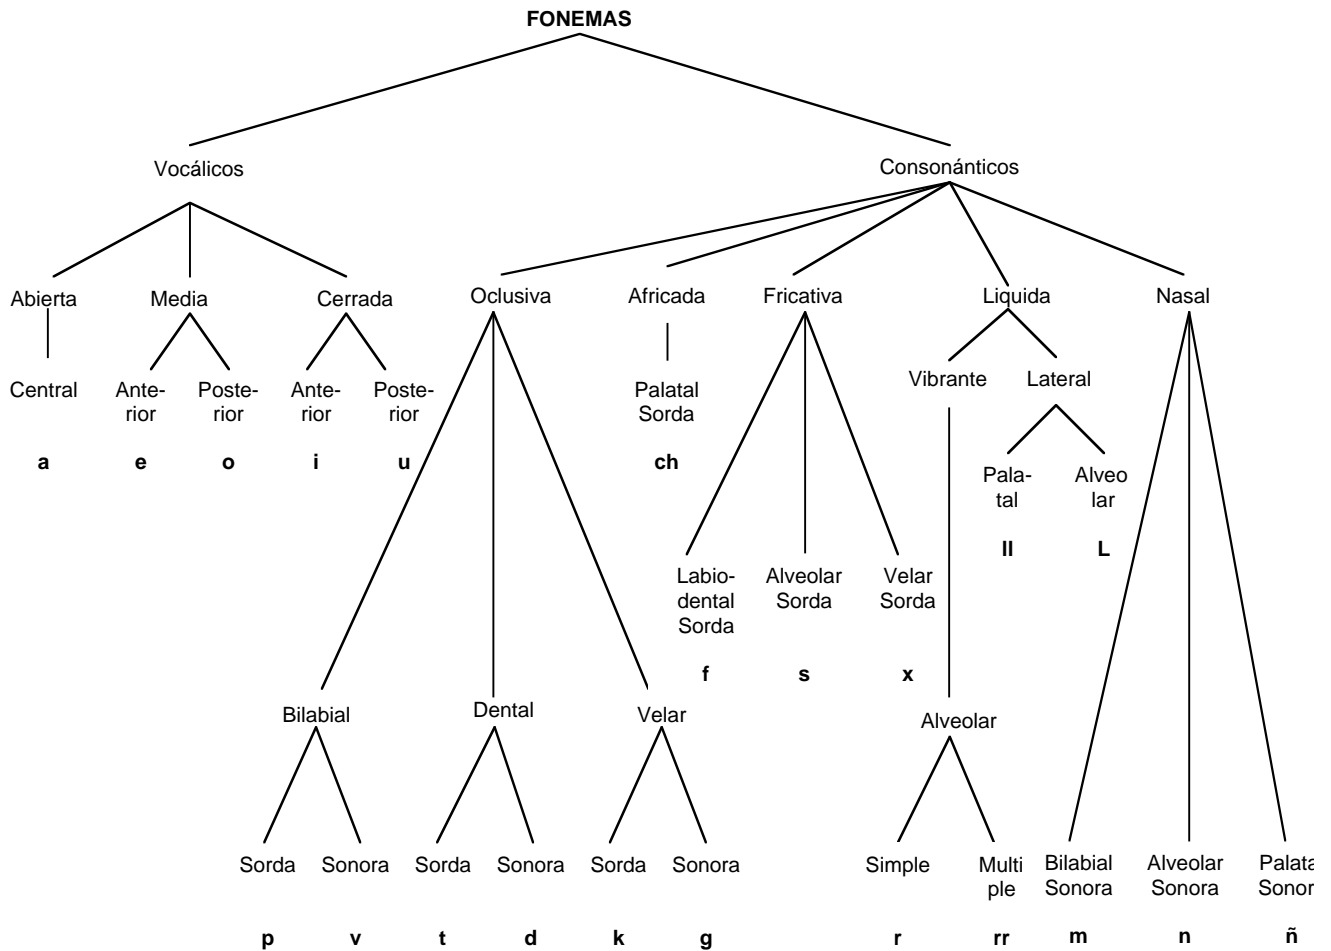 FONEMAS
Vocálicos
Consonánticos
Abierta
Media
Cerrada
Oclusiva
Africada
Fricativa
Liquida
Nasal
Central
Ante-
rior
Poste-
rior
Ante-
rior
Poste-
rior
Palatal
Sorda
Vibrante
Lateral
a
e
o
i
u
ch
Pala-
tal
Alveo
lar
ll
L
Labio-
dental
Sorda
Alveolar
Sorda
Velar
Sorda
f
s
x
Bilabial
Dental
Velar
Alveolar
Sorda
Sonora
Sorda
Sonora
Sorda
Sonora
Simple
Multi
ple
Bilabial
Sonora
Alveolar
Sonora
Palata
Sonor
p
v
t
d
k
g
r
rr
m
n
ñ